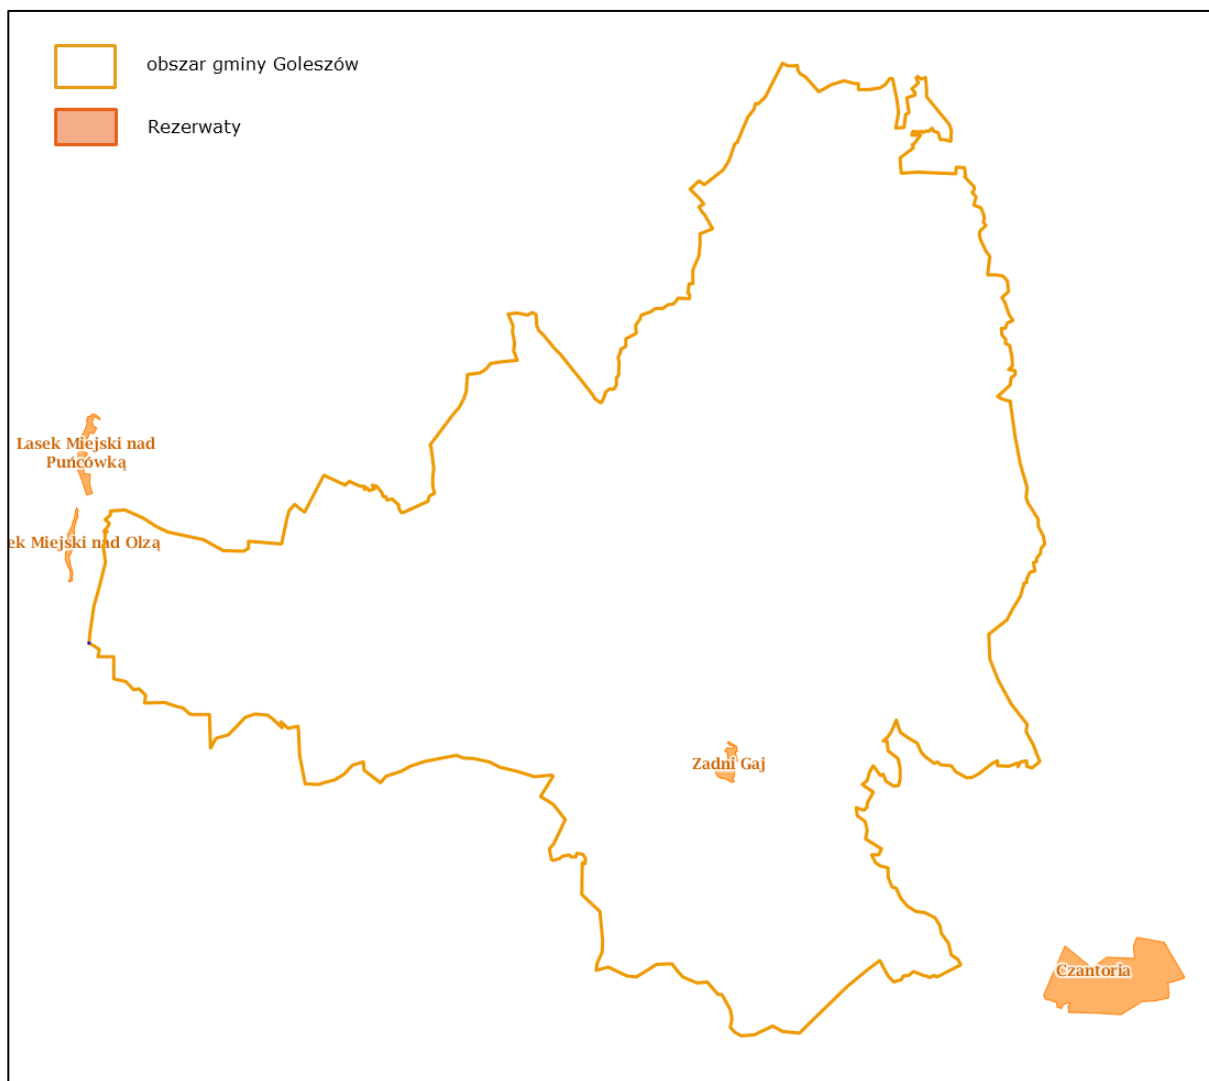 obszar gminy Goleszów
Rezerwaty
Lasek Miejski nad
Puńcówką
ek Miejski nad Olzą
Zadni Gaj
Czantoria